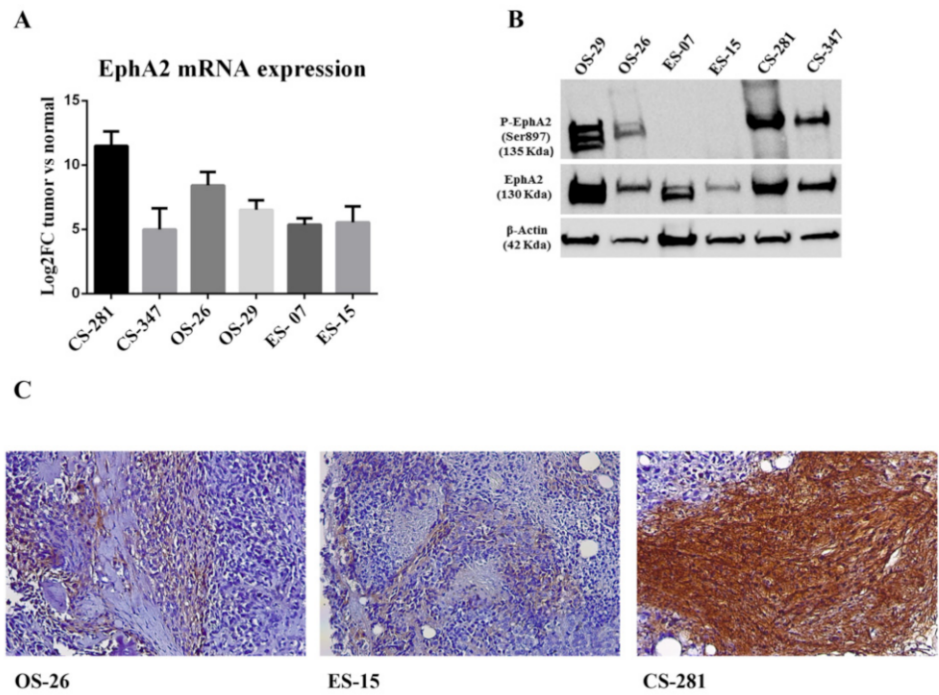 A
EphA2 mRNA expression
Log2FC tumor vs normal
15
10
5
0
CS-281
CS-347
OS-26
OS-29
ES- 07
ES-15
B
OS-29
OS-26
ES-07
ES-15
CS-281
CS-347
P-EphA2
(Ser897)
(135 Kda)
EphA2
(130 Kda)
β-Actin
(42 Kda)
C
OS-26
ES-15
CS-281